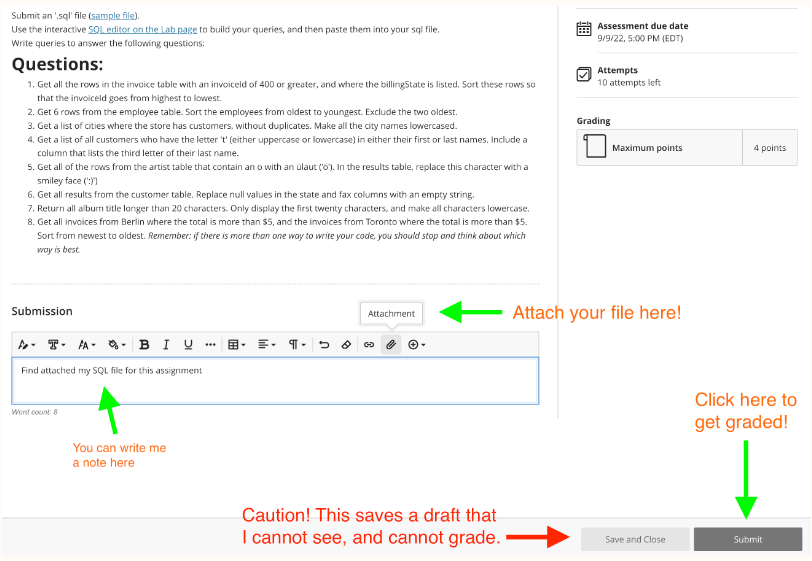 Submit an '.sql' file (sample file).
Use the interactive SQL editor on the Lab page to build your queries, and then paste them into your sql file.
Write queries to answer the following questions:
Questions:
1. Get all the rows in the invoice table with an invoiceId of 400 or greater, and where the billingState is listed. Sort these rows so
that the invoiceId goes from highest to lowest.
2. Get 6 rows from the employee table. Sort the employees from oldest to youngest. Exclude the two oldest.
3. Get a list of cities where the store has customers, without duplicates. Make all the city names lowercased.
4. Get a list of all customers who have the letter 't' (either uppercase or lowercase) in either their first or last names. Include a
column that lists the third letter of their last name.
5. Get all of the rows from the artist table that contain an o with an úlaut ('ö'). In the results table, replace this character with a
smiley face (':)')
6. Get all results from the customer table. Replace null values in the state and fax columns with an empty string.
7. Return all album title longer than 20 characters. Only display the first twenty characters, and make all characters lowercase.
8. Get all invoices from Berlin where the total is more than $5, and the invoices from Toronto where the total is more than $5.
Sort from newest to oldest. Remember: if there is more than one way to write your code, you should stop and think about which
way is best.
Assessment due date
9/9/22, 5:00 PM (EDT)
Attempts
10 attempts left
Grading
Maximum points
4 points
Submission
Attachment
Attach your file here!
Find attached my SQL file for this assignment
Word count: 8
You can write me
a note here
Click here to
get graded!
Caution! This saves a draft that
I cannot see, and cannot grade.
Save and Close
Submit